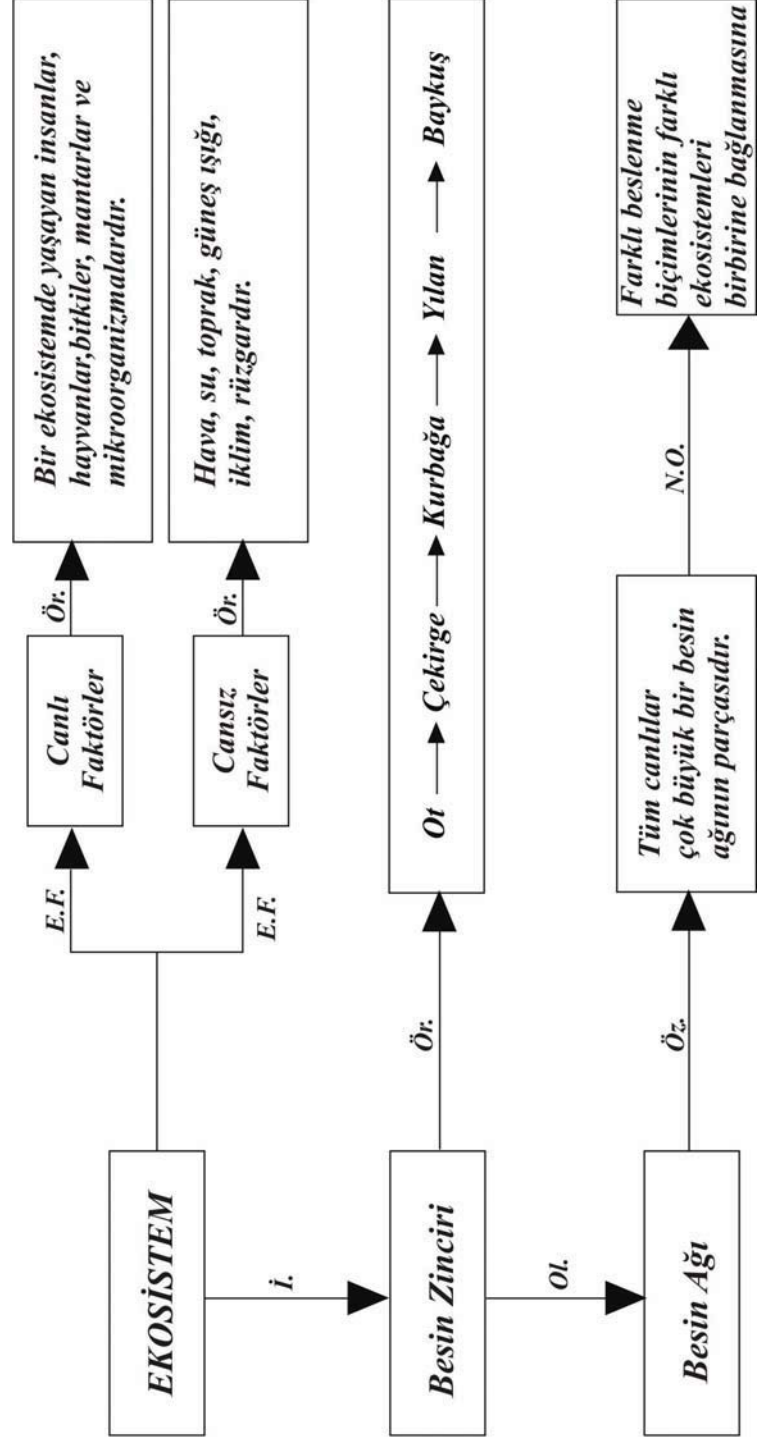 EKOSİSTEM
E.F.
Canlı
Faktörler
Ör.
Bir ekosistemde yaşayan insanlar,
hayvanlar,bitkiler, mantarlar ve
mikroorganizmalardır.
E.F.
Cansız
Faktörler
Ör.
Hava, su, toprak, güneş ışığı,
iklim, rüzgardır.
İ.
Besin Zinciri
Ör.
Ot Çekirge Kurbağa Yılan Baykuş
Ol.
Besin Ağı
Öz.
Tüm canlılar
çok büyük bir besin
ağının parçasıdır.
N.O.
Farklı beslenme
biçimlerinin farklı
ekosistemleri
birbirine bağlanmasına